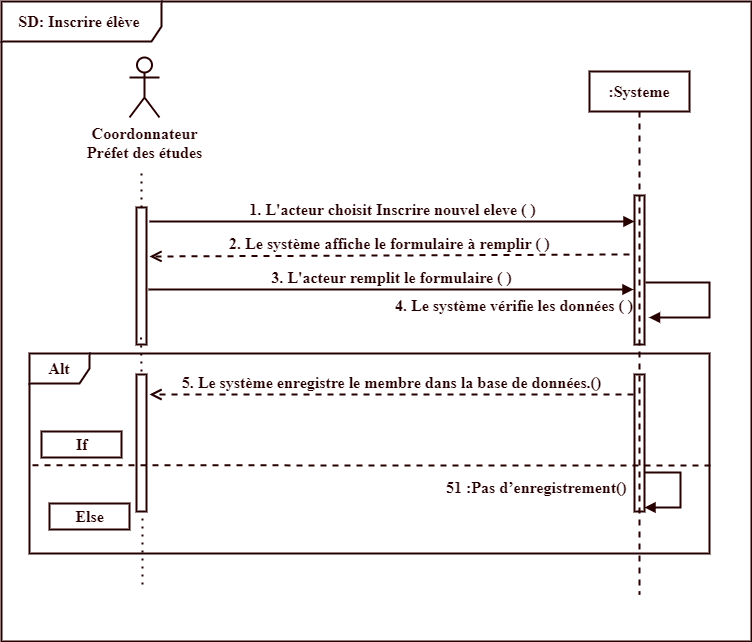 SD: Inscrire élève
:Systeme
Coordonnateur
Préfet des études
1. L'acteur choisit Inscrire nouvel eleve ( )
2. Le système affiche le formulaire à remplir ( )
3. L'acteur remplit le formulaire ( )
4. Le système vérifie les données ( )
Alt
5. Le système enregistre le membre dans la base de données.()
If
51 :Pas d’enregistrement()
Else